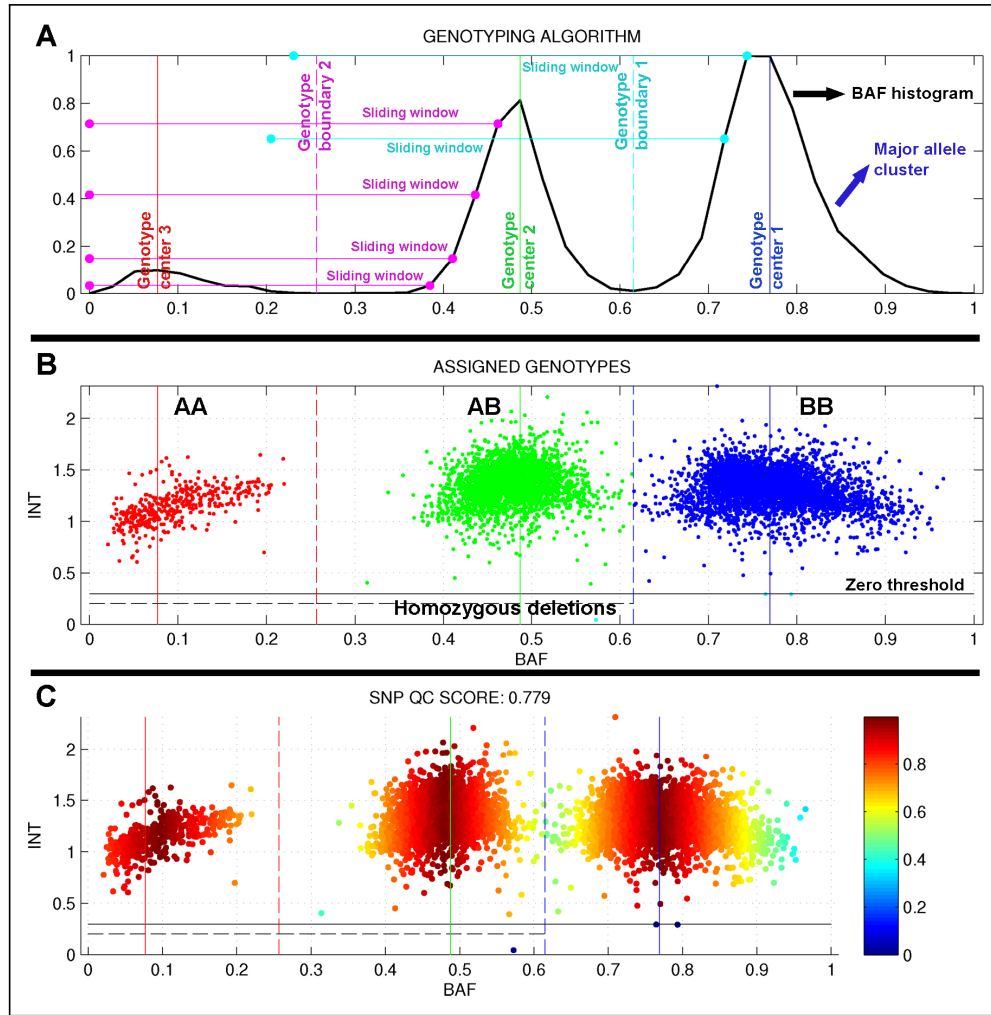 A
GENOTYPING ALGORITHM
1
0.8
0.6
0.4
0.2
0
Sliding window
Sliding window
Sliding window
Sliding window
Sliding window
Sliding window
Genotype
center 3
Genotype
boundary 2
Genotype
center 2
Genotype
boundary 1
Genotype
center 1
BAF histogram
Major allele
cluster
0 0.1 0.2 0.3 0.4 0.5 0.6 0.7 0.8 0.9 1
B
ASSIGNED GENOTYPES
AA AB BB
INT
2
1.5
1
0.5
0
Zero threshold
Homozygous deletions
0 0.1 0.2 0.3 0.4 0.5 0.6 0.7 0.8 0.9 1
BAF
C
SNP QC SCORE: 0.779
INT
2
1.5
1
0.5
0
0 0.1 0.2 0.3 0.4 0.5 0.6 0.7 0.8 0.9 1
BAF
0.8
0.6
0.4
0.2
0